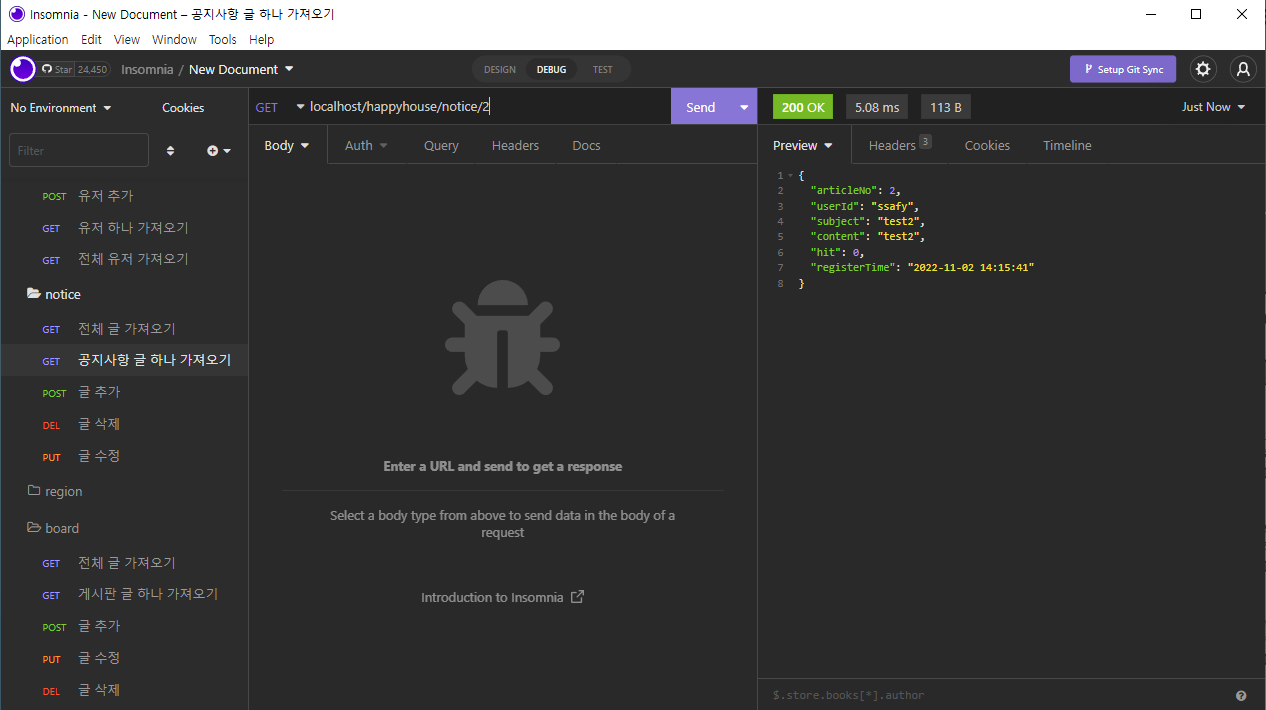 Insomnia - New Document – 공지사항 글 하나 가져오기
Application Edit View Window Tools Help
Star 24,450 Insomnia / New Document DESIGN DEBUG TEST Setup Git Sync
No Environment Cookies
Filter
POST 유저 추가
GET 유저 하나 가져오기
GET 전체 유저 가져오기
notice
GET 전체 글 가져오기
GET 공지사항 글 하나 가져오기
POST 글 추가
DEL 글 삭제
PUT 글 수정
region
board
GET 전체 글 가져오기
GET 게시판 글 하나 가져오기
POST 글 추가
PUT 글 수정
DEL 글 삭제
GET localhost/happyhouse/notice/2 Send
Body Auth Query Headers Docs
Enter a URL and send to get a response
Select a body type from above to send data in the body of a
request
Introduction to Insomnia
200 OK 5.08 ms 113 B Just Now
Preview Headers 3 Cookies Timeline
1 {
2 "articleNo": 2,
3 "userId": "ssafy",
4 "subject": "test2",
5 "content": "test2",
6 "hit": 0,
7 "registerTime": "2022-11-02 14:15:41"
8 }
$.store.books[*].author